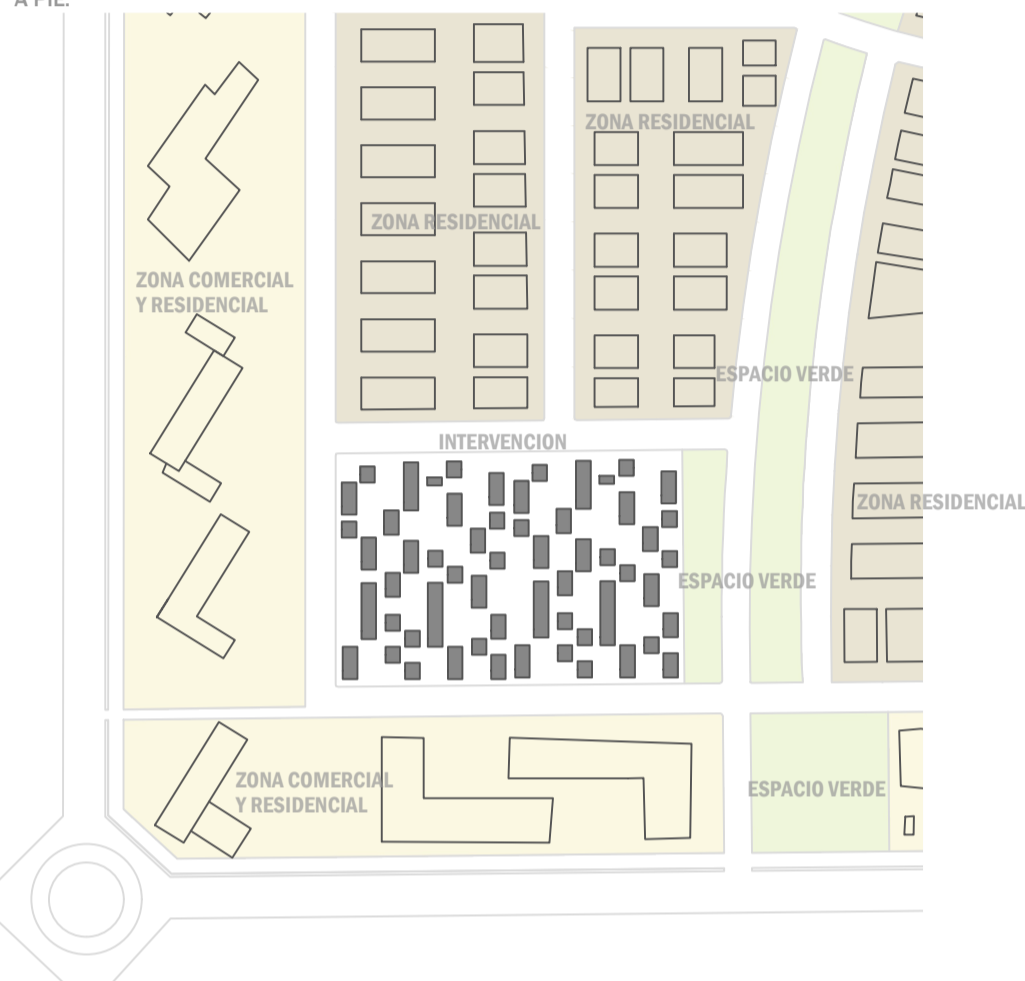 A PIE.
ZONA RESIDENCIAL
ZONA RESIDENCIAL
ZONA COMERCIAL
Y RESIDENCIAL
ESPACIO VERDE
INTERVENCION
ZONA RESIDENCIAL
ESPACIO VERDE
ZONA COMERCIAL
Y RESIDENCIAL
ESPACIO VERDE